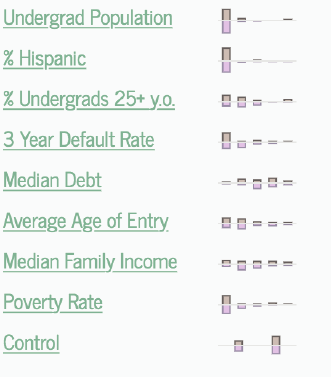 Undergrad Population
% Hispanic
% Undergrads 25+ y.o.
3 Year Default Rate
Median Debt
Average Age of Entry
Median Family Income
Poverty Rate
Control